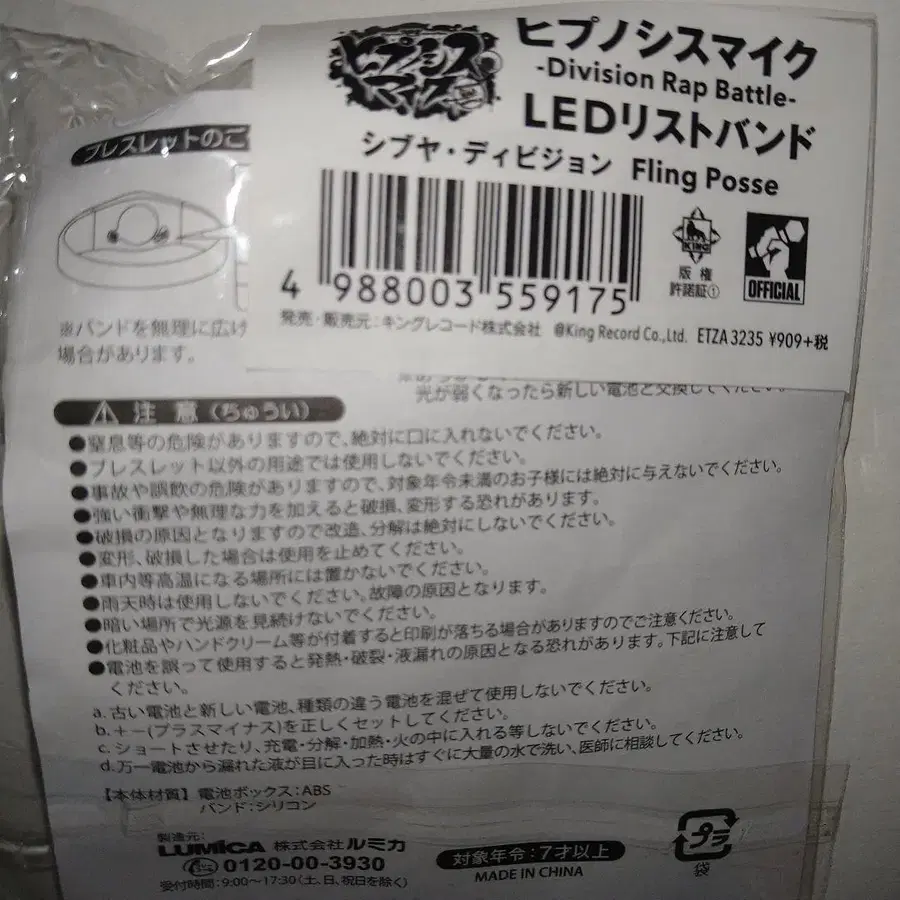 ヒプノシスマイク
ヒプノシスマイク
-Division Rap Battle-
LEDリストバンド
シブヤ・ディビジョン Fling Posse
4 988003 559175
KING
版権
許諾証①
OFFICIAL
発売・販売元:キングレコード株式会社 ©King Record Co.,Ltd. ETZA 3235 ¥909+税
ブレスレットのご
※バンドを無理に広げ
場合があります。
光が弱くなったら新しい電池と交換してください。
注意(ちゅうい)
●窒息等の危険がありますので、絶対に口に入れないでください。
●ブレスレット以外の用途では使用しないでください。
●事故や誤飲の危険がありますので、対象年令未満のお子様には絶対に与えないでください。
●強い衝撃や無理な力を加えると破損、変形する恐れがあります。
●破損の原因となりますので改造、分解は絶対にしないでください。
●変形、破損した場合は使用を止めてください。
●車内等高温になる場所には置かないでください。
●雨天時は使用しないでください。故障の原因となります。
●暗い場所で光源を見続けないでください。
●化粧品やハンドクリーム等が付着すると印刷が落ちる場合がありますのでご注意ください。
●電池を誤って使用すると発熱・破裂・液漏れの原因となる恐れがあります。下記に注意して
ください。
a.古い電池と新しい電池、種類の違う電池を混ぜて使用しないでください。
b.+−(プラスマイナス)を正しくセットしてください。
c.ショートさせたり、充電・分解・加熱・火の中に入れる等しないでください。
d.万一電池から漏れた液が目に入った時はすぐに大量の水で洗い、医師に相談してください。
【本体材質】電池ボックス:ABS
バンド:シリコン
製造元:
LUMICA 株式会社ルミカ
0120-00-3930
受付時間:9:00〜17:30(土、日、祝日を除く)
対象年令:7才以上
MADE IN CHINA
プラ
袋